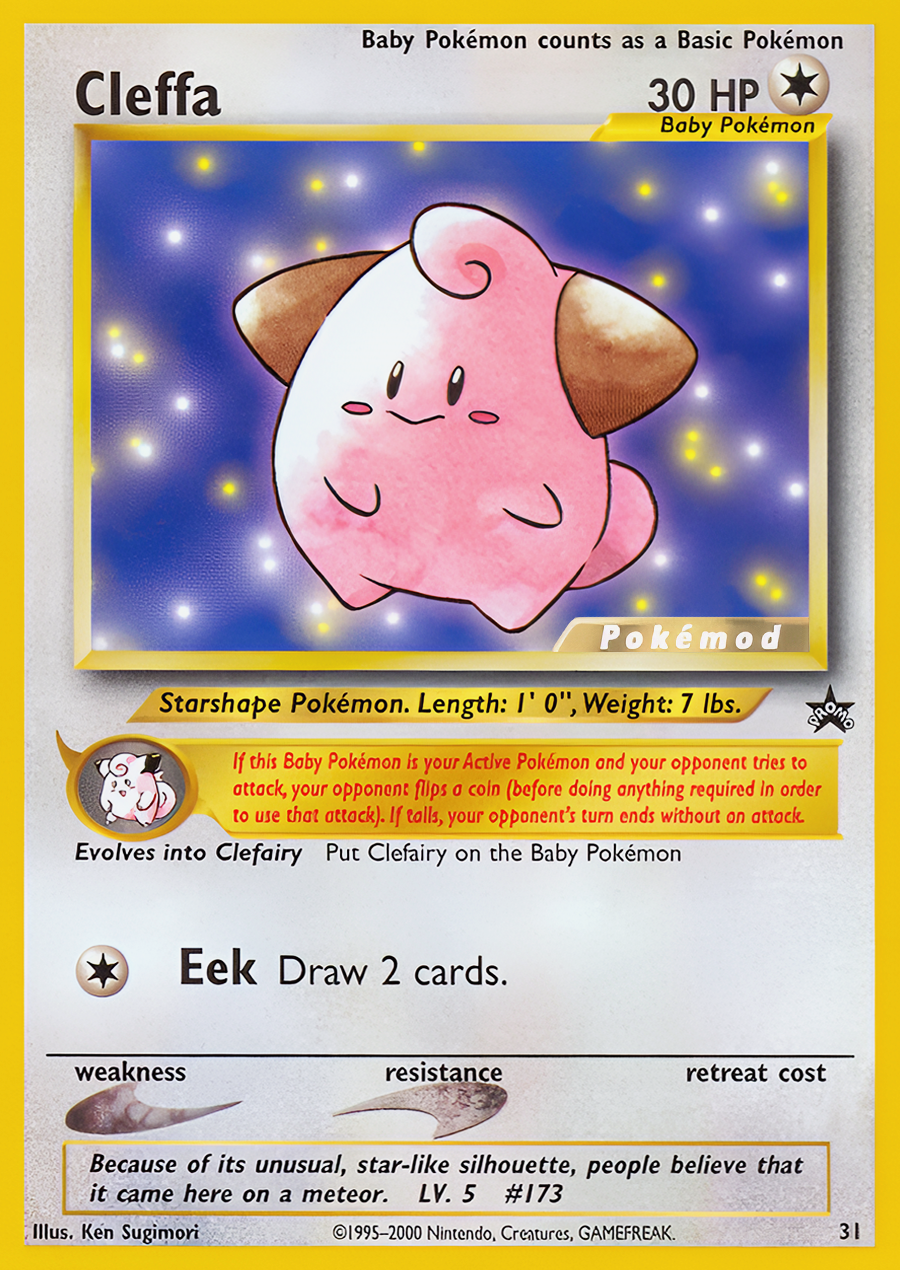 Baby Pokémon counts as a Basic Pokémon
Cleffa
30 HP
Baby Pokémon
Pokémod
Starshape Pokémon. Length: 1' 0", Weight: 7 lbs.
PROMO
If this Baby Pokémon is your Active Pokémon and your opponent tries to
attack, your opponent flips a coin (before doing anything required in order
to use that attack). If tails, your opponent's turn ends without an attack.
Evolves into Clefairy Put Clefairy on the Baby Pokémon
Eek Draw 2 cards.
weakness resistance retreat cost
Because of its unusual, star-like silhouette, people believe that
it came here on a meteor. LV. 5 #173
Illus. Ken Sugimori ©1995–2000 Nintendo, Creatures, GAMEFREAK. 31